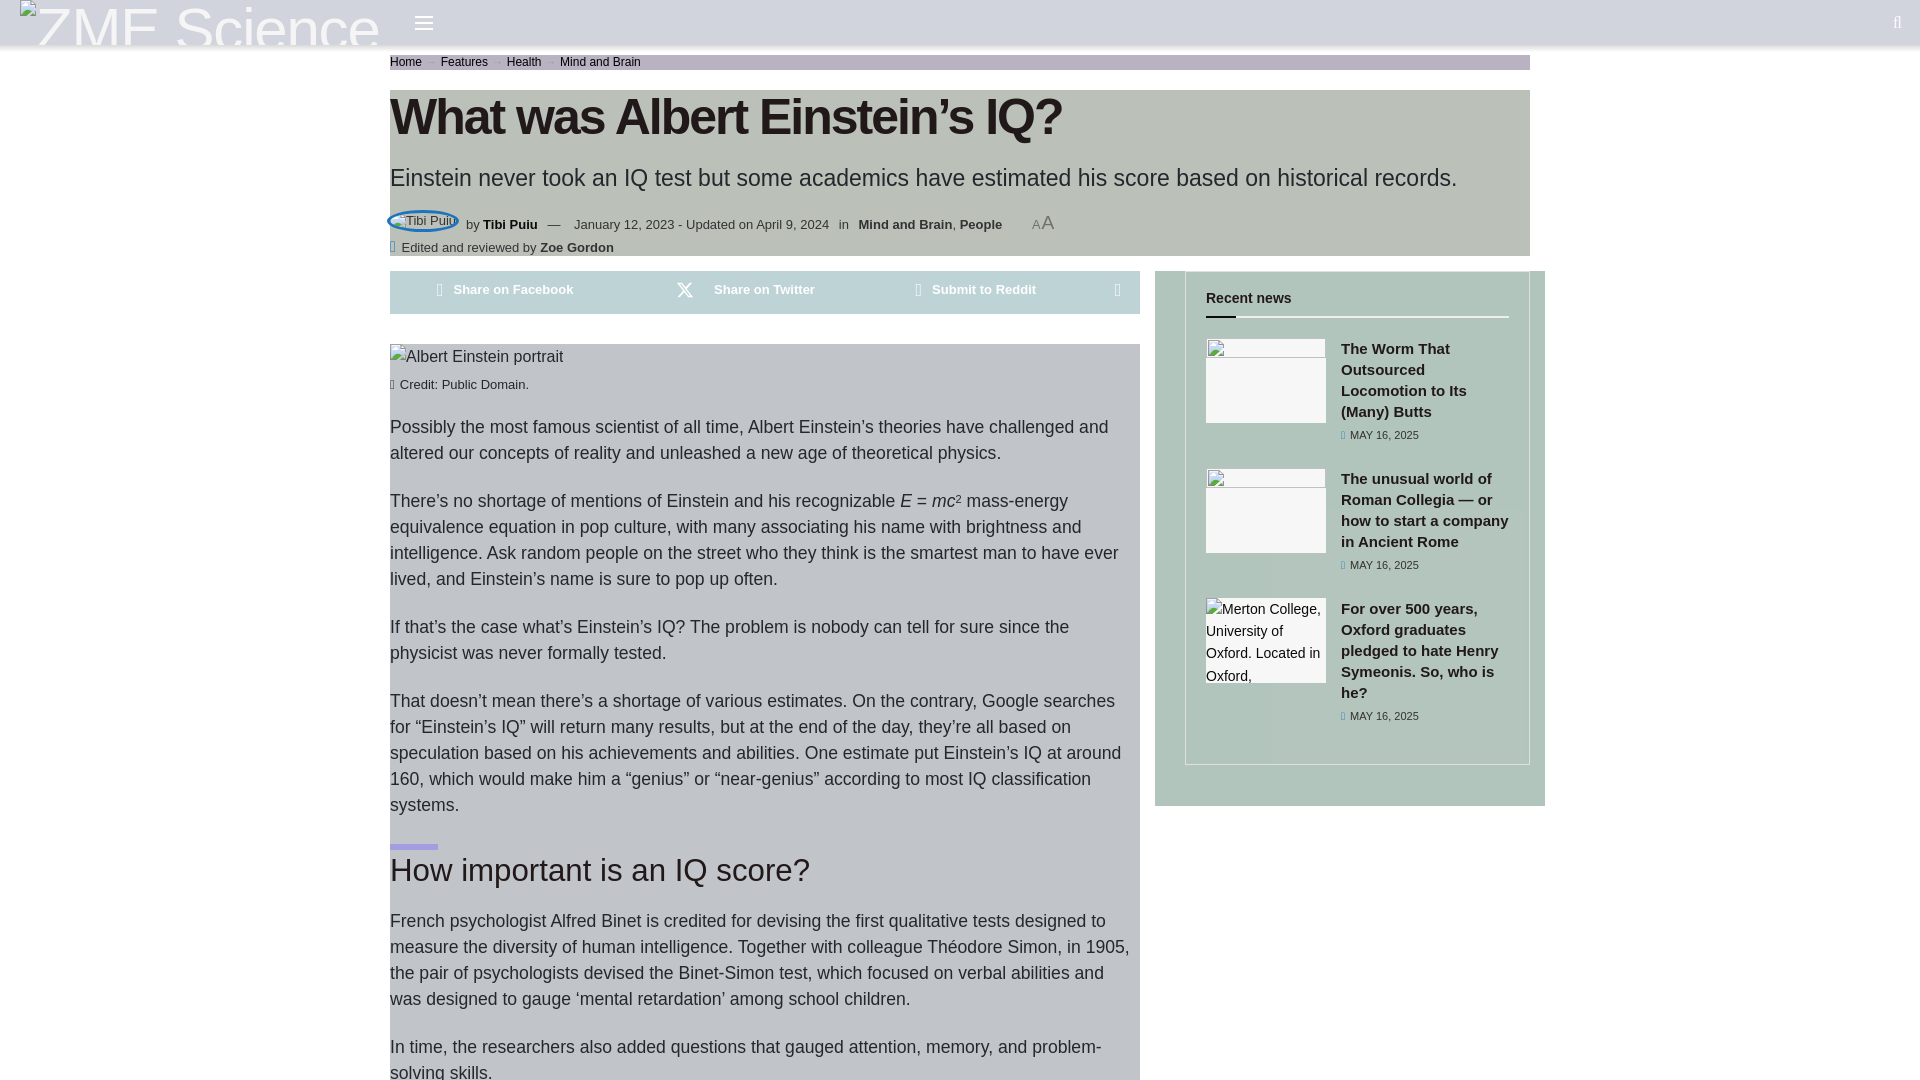 ZME Science
Home Features Health Mind and Brain
What was Albert Einstein’s IQ?
Einstein never took an IQ test but some academics have estimated his score based on historical records.
Tibi Puiu by Tibi Puiu — January 12, 2023 - Updated on April 9, 2024 in Mind and Brain, People A A
Edited and reviewed by Zoe Gordon
Share on Facebook Share on Twitter Submit to Reddit
Albert Einstein portrait
Credit: Public Domain.
Possibly the most famous scientist of all time, Albert Einstein’s theories have challenged and
altered our concepts of reality and unleashed a new age of theoretical physics.
There’s no shortage of mentions of Einstein and his recognizable E = mc² mass-energy
equivalence equation in pop culture, with many associating his name with brightness and
intelligence. Ask random people on the street who they think is the smartest man to have ever
lived, and Einstein’s name is sure to pop up often.
If that’s the case what’s Einstein’s IQ? The problem is nobody can tell for sure since the
physicist was never formally tested.
That doesn’t mean there’s a shortage of various estimates. On the contrary, Google searches
for “Einstein’s IQ” will return many results, but at the end of the day, they’re all based on
speculation based on his achievements and abilities. One estimate put Einstein’s IQ at around
160, which would make him a “genius” or “near-genius” according to most IQ classification
systems.
How important is an IQ score?
French psychologist Alfred Binet is credited for devising the first qualitative tests designed to
measure the diversity of human intelligence. Together with colleague Théodore Simon, in 1905,
the pair of psychologists devised the Binet-Simon test, which focused on verbal abilities and
was designed to gauge ‘mental retardation’ among school children.
In time, the researchers also added questions that gauged attention, memory, and problem-
solving skills.
Recent news
The Worm That
Outsourced
Locomotion to Its
(Many) Butts
MAY 16, 2025
The unusual world of
Roman Collegia — or
how to start a company
in Ancient Rome
MAY 16, 2025
Merton College,
University of
Oxford. Located in
Oxford,
For over 500 years,
Oxford graduates
pledged to hate Henry
Symeonis. So, who is
he?
MAY 16, 2025